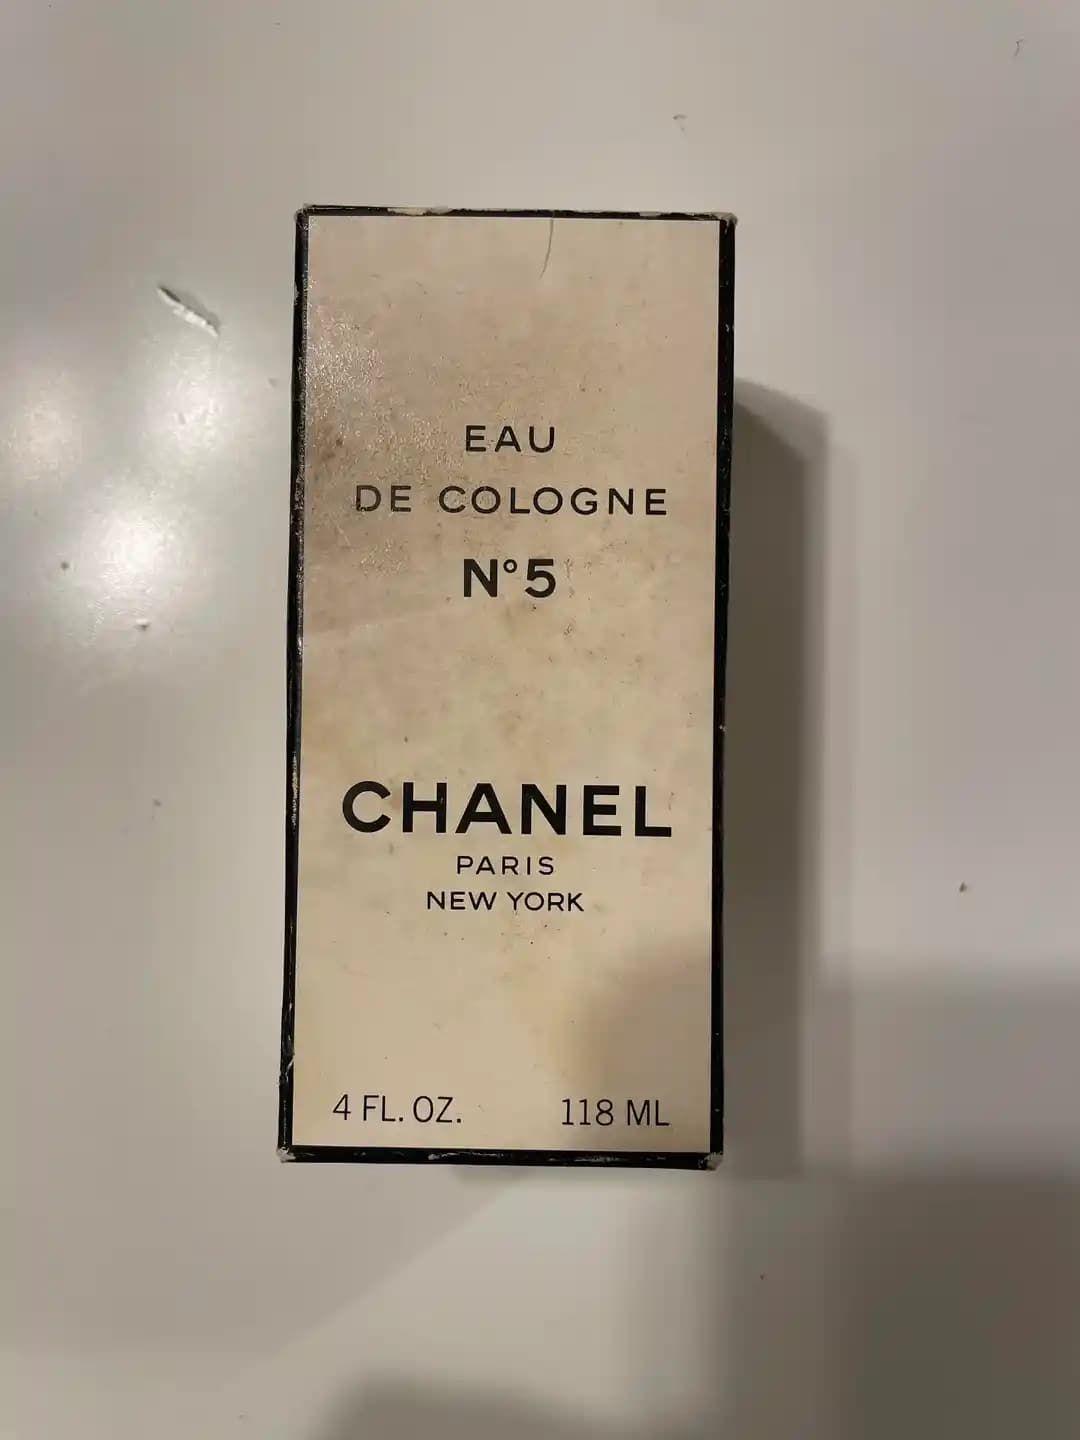 EAU
DE COLOGNE
N°5
CHANEL
PARIS
NEW YORK
4 FL. OZ. 118 ML